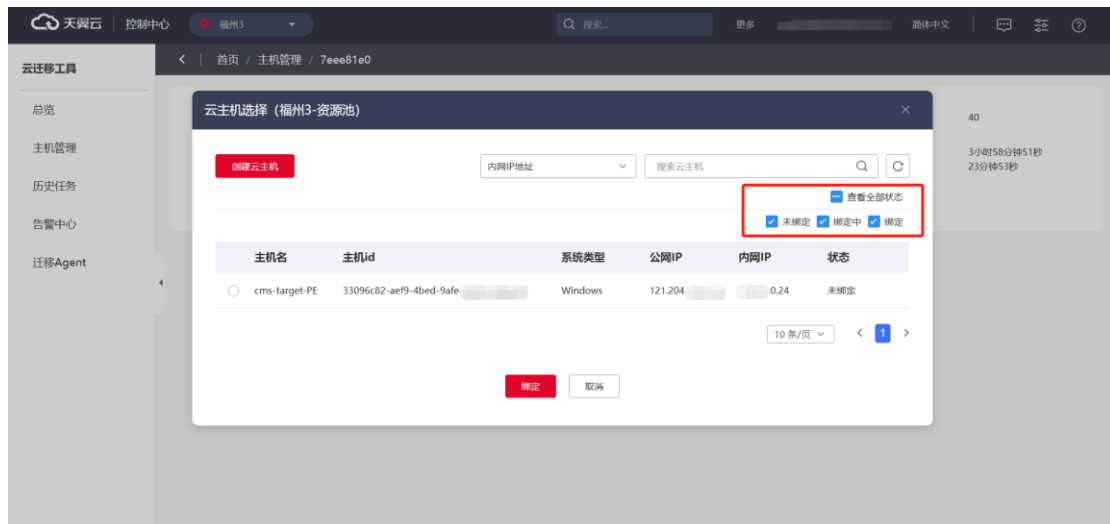 天翼云 控制中心 福州3 搜索... 更多 简体中文
云迁移工具
首页 / 主机管理 / 7eee81e0
总览
主机管理
历史任务
告警中心
迁移Agent
40
3小时58分钟51秒
23分钟53秒
云主机选择（福州3-资源池）
创建云主机 内网IP地址 搜索云主机
查看全部状态
未绑定 绑定中 绑定
主机名 主机id 系统类型 公网IP 内网IP 状态
cms-target-PE 33096c82-aef9-4bed-9afe Windows 121.204 0.24 未绑定
10 条/页 1
绑定 取消